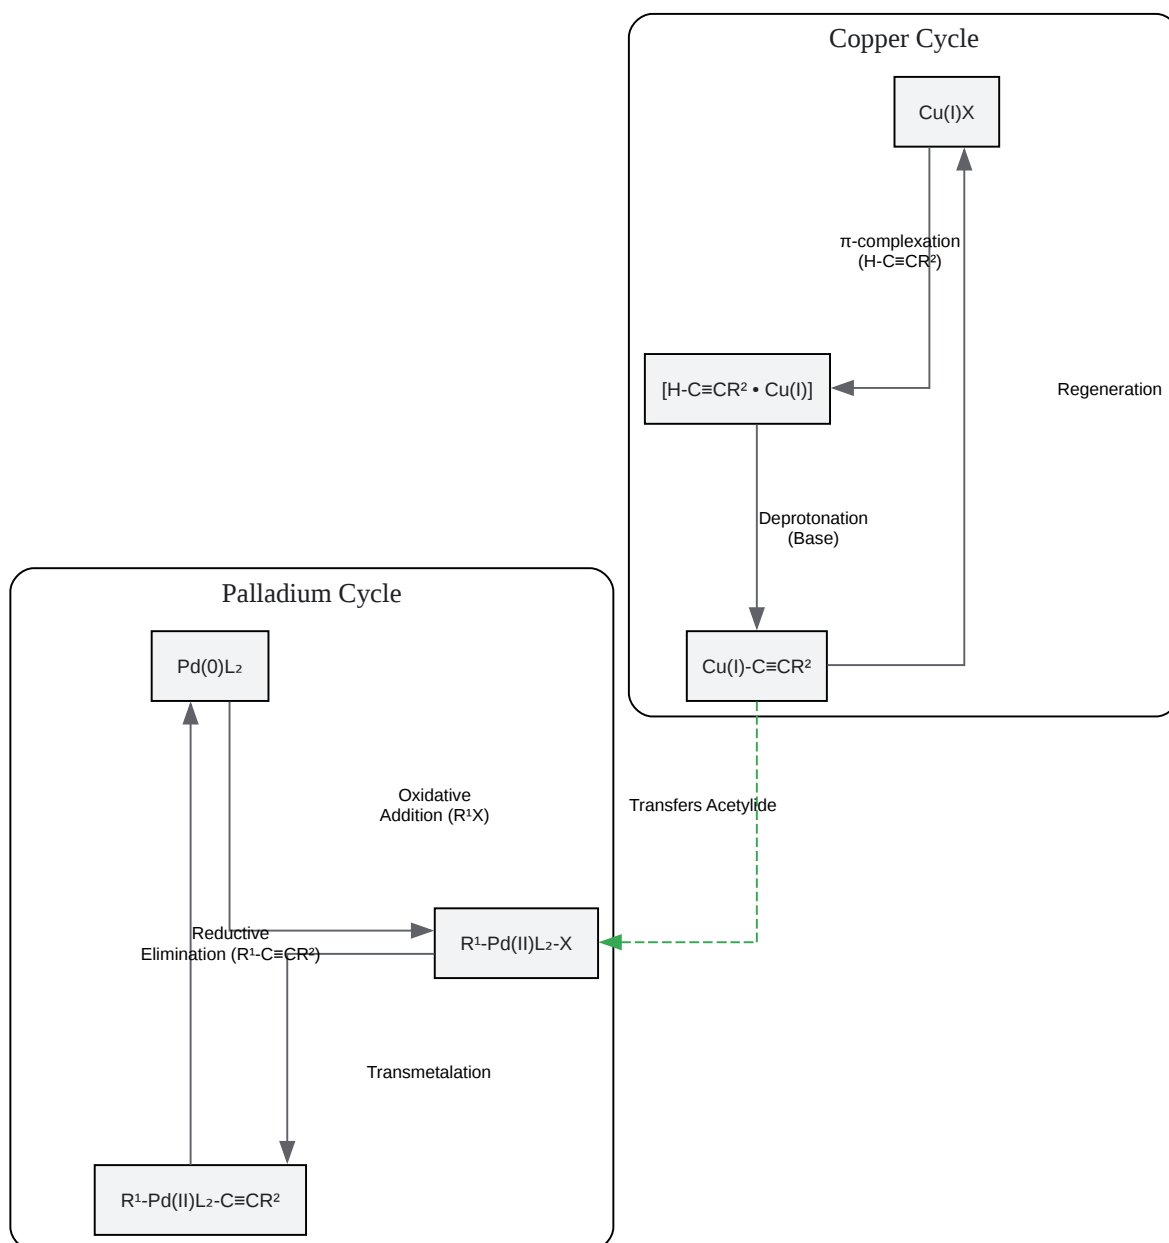 Copper Cycle
Cu(I)X
π-complexation
(H-C≡CR²)
[H-C≡CR² • Cu(I)]
Regeneration
Deprotonation
(Base)
Cu(I)-C≡CR²
Transfers Acetylide
Palladium Cycle
Pd(0)L₂
Oxidative
Addition (R¹X)
Reductive
Elimination (R¹-C≡CR²)
R¹-Pd(II)L₂-X
Transmetalation
R¹-Pd(II)L₂-C≡CR²